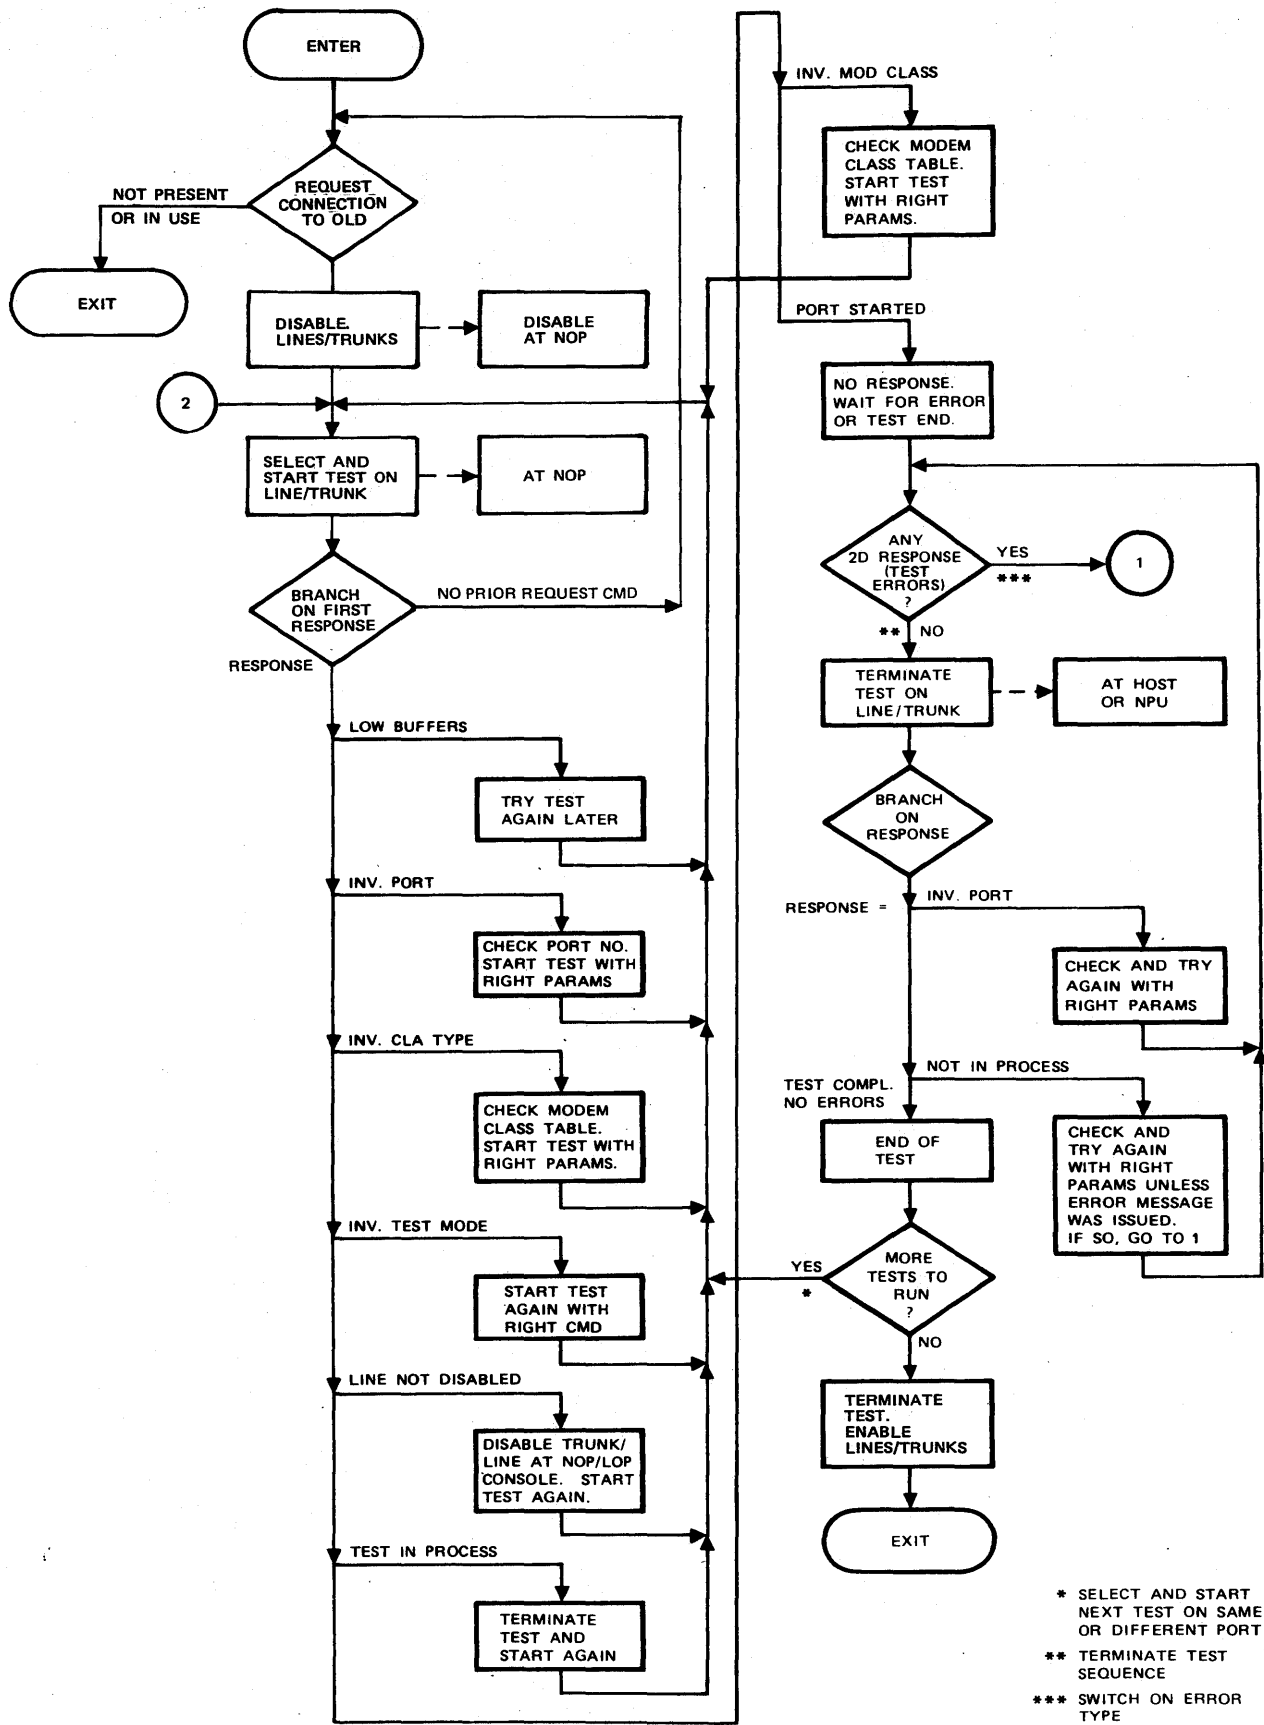 ENTER
NOT PRESENT
OR IN USE
REQUEST
CONNECTION
TO OLD
EXIT
DISABLE.
LINES/TRUNKS
DISABLE
AT NOP
2
SELECT AND
START TEST ON
LINE/TRUNK
AT NOP
BRANCH
ON FIRST
RESPONSE
NO PRIOR REQUEST CMD
RESPONSE
LOW BUFFERS
TRY TEST
AGAIN LATER
INV. PORT
CHECK PORT NO.
START TEST WITH
RIGHT PARAMS
INV. CLA TYPE
CHECK MODEM
CLASS TABLE.
START TEST WITH
RIGHT PARAMS.
INV. TEST MODE
START TEST
AGAIN WITH
RIGHT CMD
LINE NOT DISABLED
DISABLE TRUNK/
LINE AT NOP/LOP
CONSOLE. START
TEST AGAIN.
TEST IN PROCESS
TERMINATE
TEST AND
START AGAIN
INV. MOD CLASS
CHECK MODEM
CLASS TABLE.
START TEST
WITH RIGHT
PARAMS.
PORT STARTED
NO RESPONSE.
WAIT FOR ERROR
OR TEST END.
ANY
2D RESPONSE
(TEST
ERRORS)
?
YES
***
1
** NO
TERMINATE
TEST ON
LINE/TRUNK
AT HOST
OR NPU
BRANCH
ON
RESPONSE
RESPONSE =
INV. PORT
CHECK AND TRY
AGAIN WITH
RIGHT PARAMS
NOT IN PROCESS
TEST COMPL.
NO ERRORS
CHECK AND
TRY AGAIN
WITH RIGHT
PARAMS UNLESS
ERROR MESSAGE
WAS ISSUED.
IF SO, GO TO 1
END OF
TEST
MORE
TESTS TO
RUN
?
YES
*
NO
TERMINATE
TEST.
ENABLE
LINES/TRUNKS
EXIT
* SELECT AND START
NEXT TEST ON SAME
OR DIFFERENT PORT
** TERMINATE TEST
SEQUENCE
*** SWITCH ON ERROR
TYPE